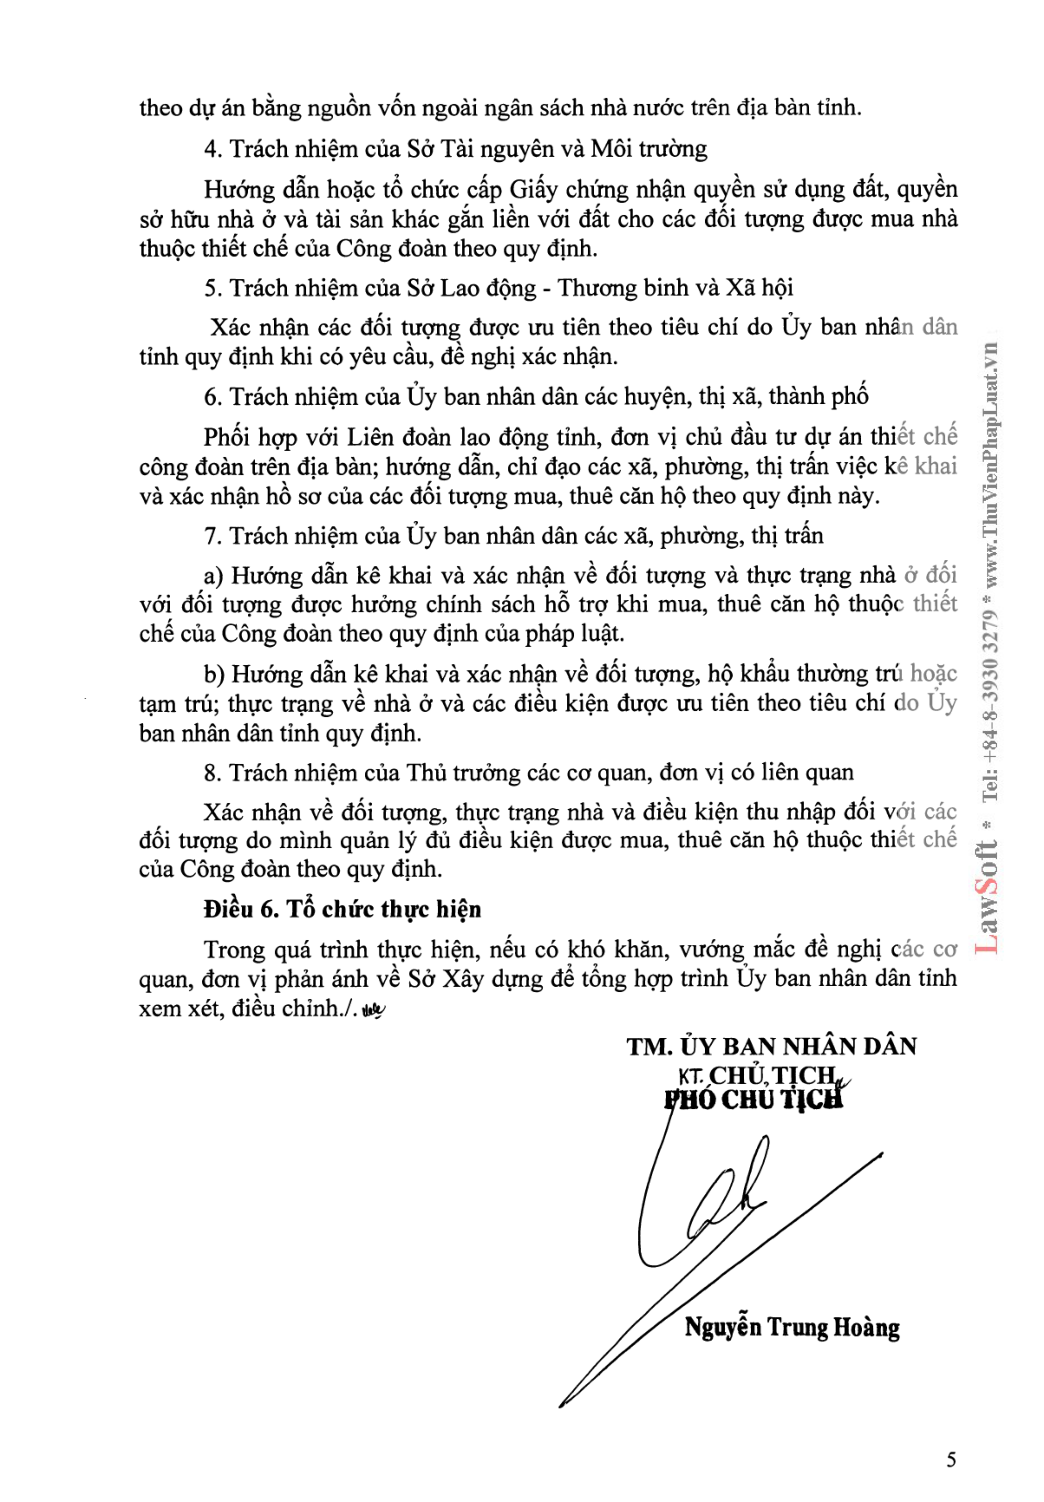 theo dự án bằng nguồn vốn ngoài ngân sách nhà nước trên địa bàn tỉnh.
4. Trách nhiệm của Sở Tài nguyên và Môi trường
Hướng dẫn hoặc tổ chức cấp Giấy chứng nhận quyền sử dụng đất, quyền
sở hữu nhà ở và tài sản khác gắn liền với đất cho các đối tượng được mua nhà
thuộc thiết chế của Công đoàn theo quy định.
5. Trách nhiệm của Sở Lao động - Thương binh và Xã hội
Xác nhận các đối tượng được ưu tiên theo tiêu chí do Ủy ban nhân dân
tỉnh quy định khi có yêu cầu, đề nghị xác nhận.
6. Trách nhiệm của Ủy ban nhân dân các huyện, thị xã, thành phố
Phối hợp với Liên đoàn lao động tỉnh, đơn vị chủ đầu tư dự án thiết chế
công đoàn trên địa bàn; hướng dẫn, chỉ đạo các xã, phường, thị trấn việc kê khai
và xác nhận hồ sơ của các đối tượng mua, thuê căn hộ theo quy định này.
7. Trách nhiệm của Ủy ban nhân dân các xã, phường, thị trấn
a) Hướng dẫn kê khai và xác nhận về đối tượng và thực trạng nhà ở đối
với đối tượng được hưởng chính sách hỗ trợ khi mua, thuê căn hộ thuộc thiết
chế của Công đoàn theo quy định của pháp luật.
b) Hướng dẫn kê khai và xác nhận về đối tượng, hộ khẩu thường trú hoặc
tạm trú; thực trạng về nhà ở và các điều kiện được ưu tiên theo tiêu chí do Ủy
ban nhân dân tỉnh quy định.
8. Trách nhiệm của Thủ trưởng các cơ quan, đơn vị có liên quan
Xác nhận về đối tượng, thực trạng nhà và điều kiện thu nhập đối với các
đối tượng do mình quản lý đủ điều kiện được mua, thuê căn hộ thuộc thiết chế
của Công đoàn theo quy định.
Điều 6. Tổ chức thực hiện
Trong quá trình thực hiện, nếu có khó khăn, vướng mắc đề nghị các cơ
quan, đơn vị phản ánh về Sở Xây dựng để tổng hợp trình Ủy ban nhân dân tỉnh
xem xét, điều chỉnh./.
TM. ỦY BAN NHÂN DÂN
KT. CHỦ TỊCH
PHÓ CHỦ TỊCH
Nguyễn Trung Hoàng
5
LawSoft * Tel: +84-8-3930 3279 * www.ThuVienPhapLuat.vn